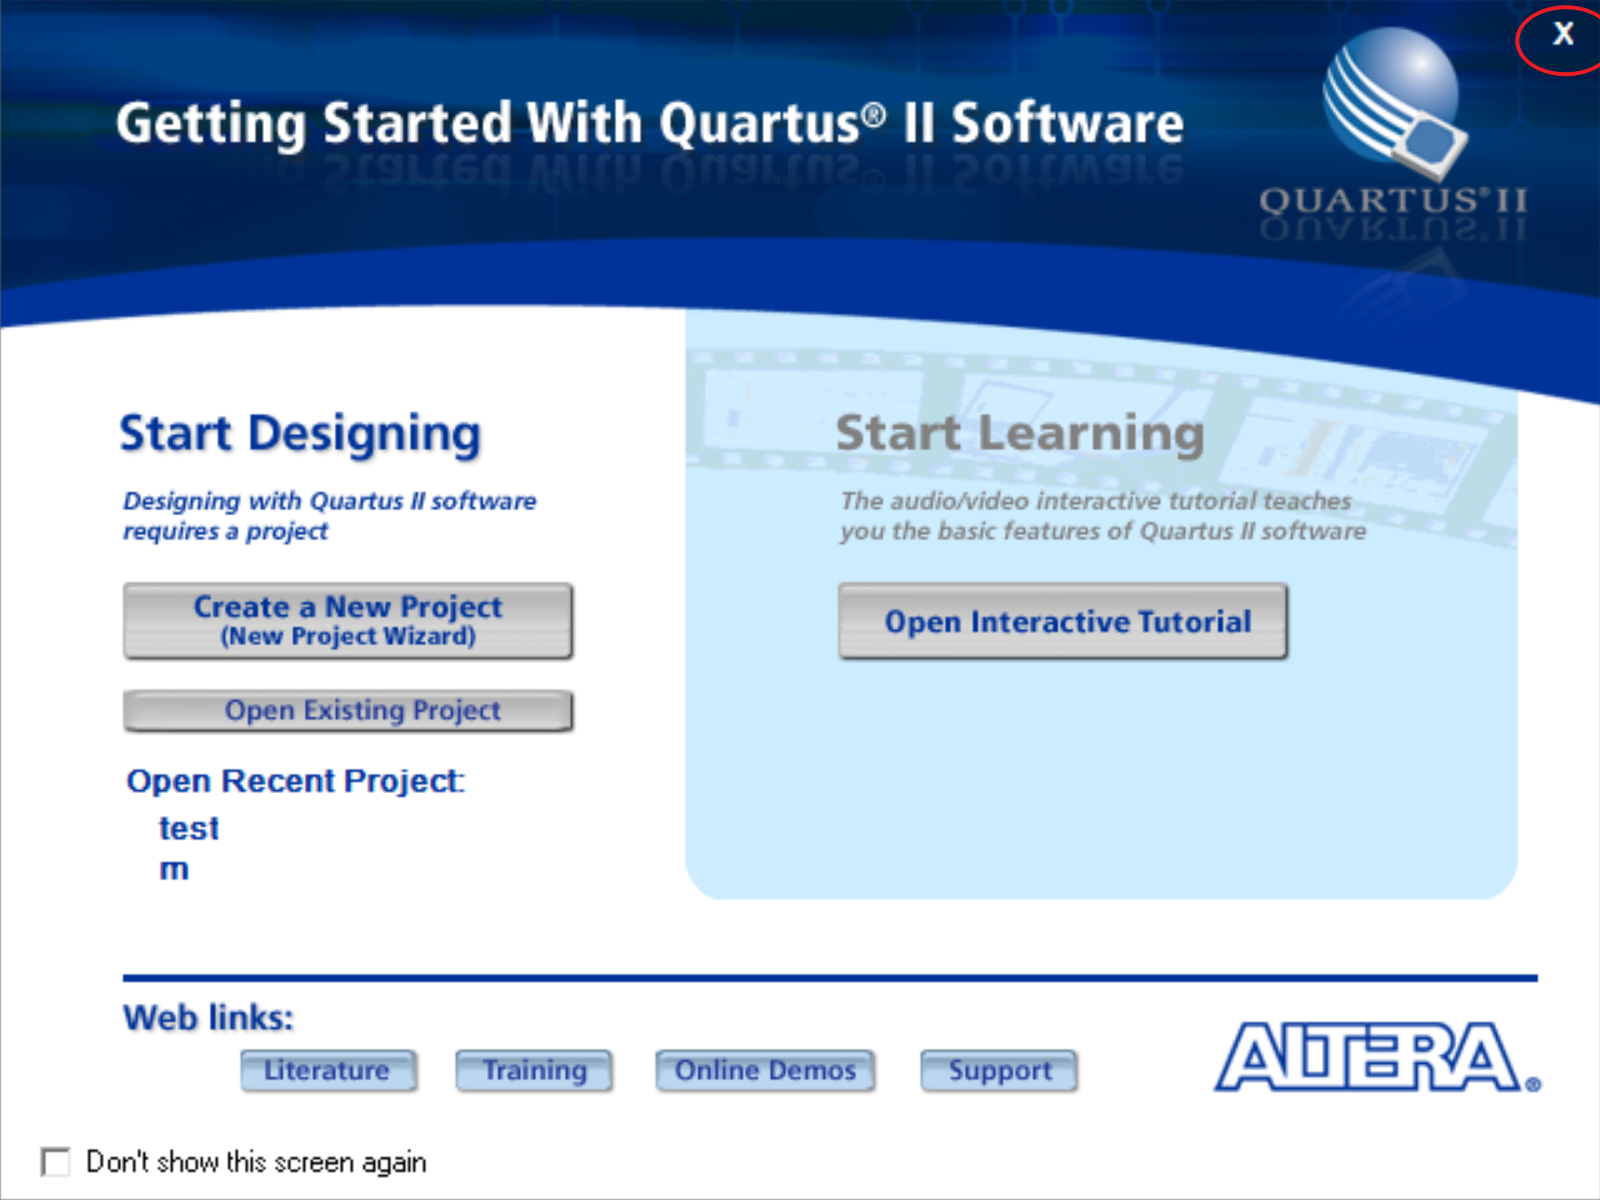 X
Getting Started With Quartus® II Software
QUARTUS® II
Start Designing
Designing with Quartus II software
requires a project
Create a New Project
(New Project Wizard)
Open Existing Project
Open Recent Project:
test
m
Start Learning
The audio/video interactive tutorial teaches
you the basic features of Quartus II software
Open Interactive Tutorial
Web links:
Literature Training Online Demos Support
ALTERA®
Don't show this screen again